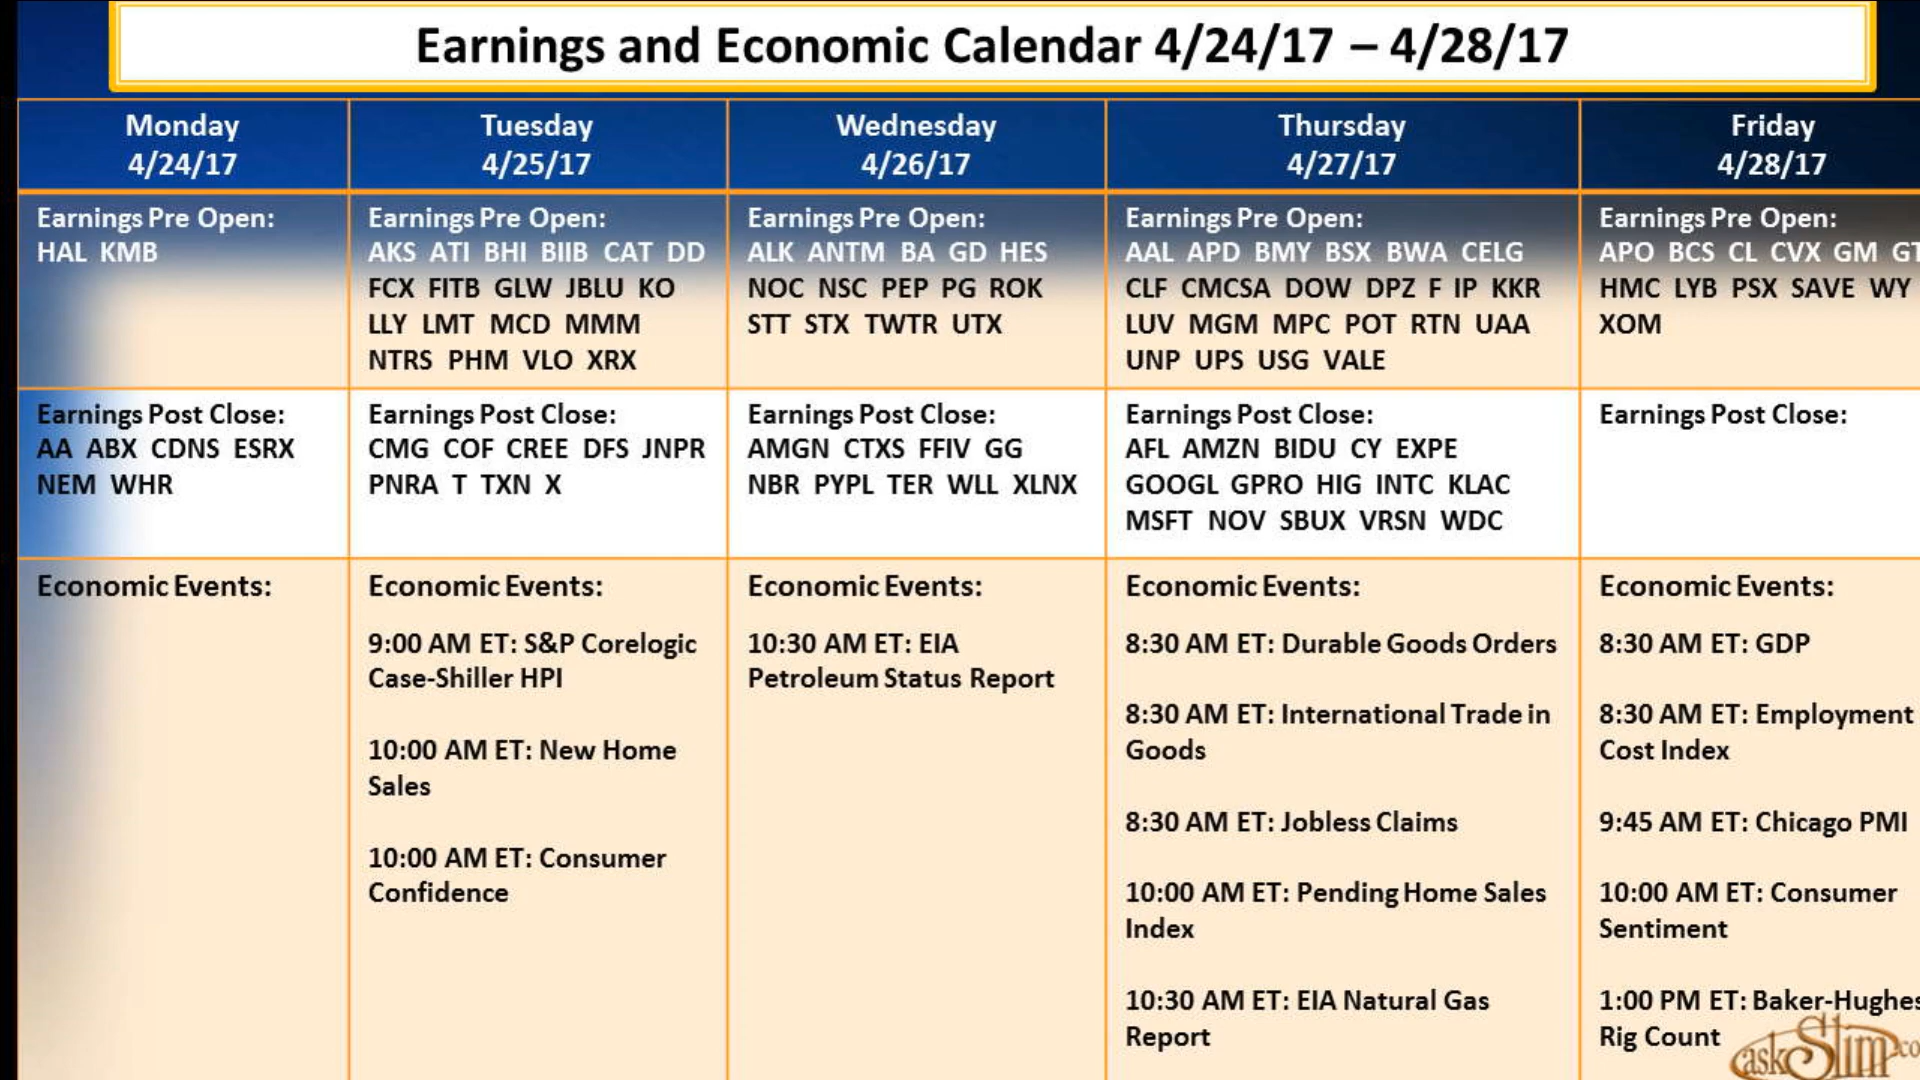 Earnings and Economic Calendar 4/24/17 – 4/28/17
Monday
4/24/17
Tuesday
4/25/17
Wednesday
4/26/17
Thursday
4/27/17
Friday
4/28/17
Earnings Pre Open:
HAL KMB
Earnings Pre Open:
AKS ATI BHI BIIB CAT DD
FCX FITB GLW JBLU KO
LLY LMT MCD MMM
NTRS PHM VLO XRX
Earnings Pre Open:
ALK ANTM BA GD HES
NOC NSC PEP PG ROK
STT STX TWTR UTX
Earnings Pre Open:
AAL APD BMY BSX BWA CELG
CLF CMCSA DOW DPZ F IP KKR
LUV MGM MPC POT RTN UAA
UNP UPS USG VALE
Earnings Pre Open:
APO BCS CL CVX GM GT
HMC LYB PSX SAVE WY
XOM
Earnings Post Close:
AA ABX CDNS ESRX
NEM WHR
Earnings Post Close:
CMG COF CREE DFS JNPR
PNRA T TXN X
Earnings Post Close:
AMGN CTXS FFIV GG
NBR PYPL TER WLL XLNX
Earnings Post Close:
AFL AMZN BIDU CY EXPE
GOOGL GPRO HIG INTC KLAC
MSFT NOV SBUX VRSN WDC
Earnings Post Close:
Economic Events:
Economic Events:
9:00 AM ET: S&P Corelogic
Case-Shiller HPI
10:00 AM ET: New Home
Sales
10:00 AM ET: Consumer
Confidence
Economic Events:
10:30 AM ET: EIA
Petroleum Status Report
Economic Events:
8:30 AM ET: Durable Goods Orders
8:30 AM ET: International Trade in
Goods
8:30 AM ET: Jobless Claims
10:00 AM ET: Pending Home Sales
Index
10:30 AM ET: EIA Natural Gas
Report
Economic Events:
8:30 AM ET: GDP
8:30 AM ET: Employment
Cost Index
9:45 AM ET: Chicago PMI
10:00 AM ET: Consumer
Sentiment
1:00 PM ET: Baker-Hughes
Rig Count
askSlim.co